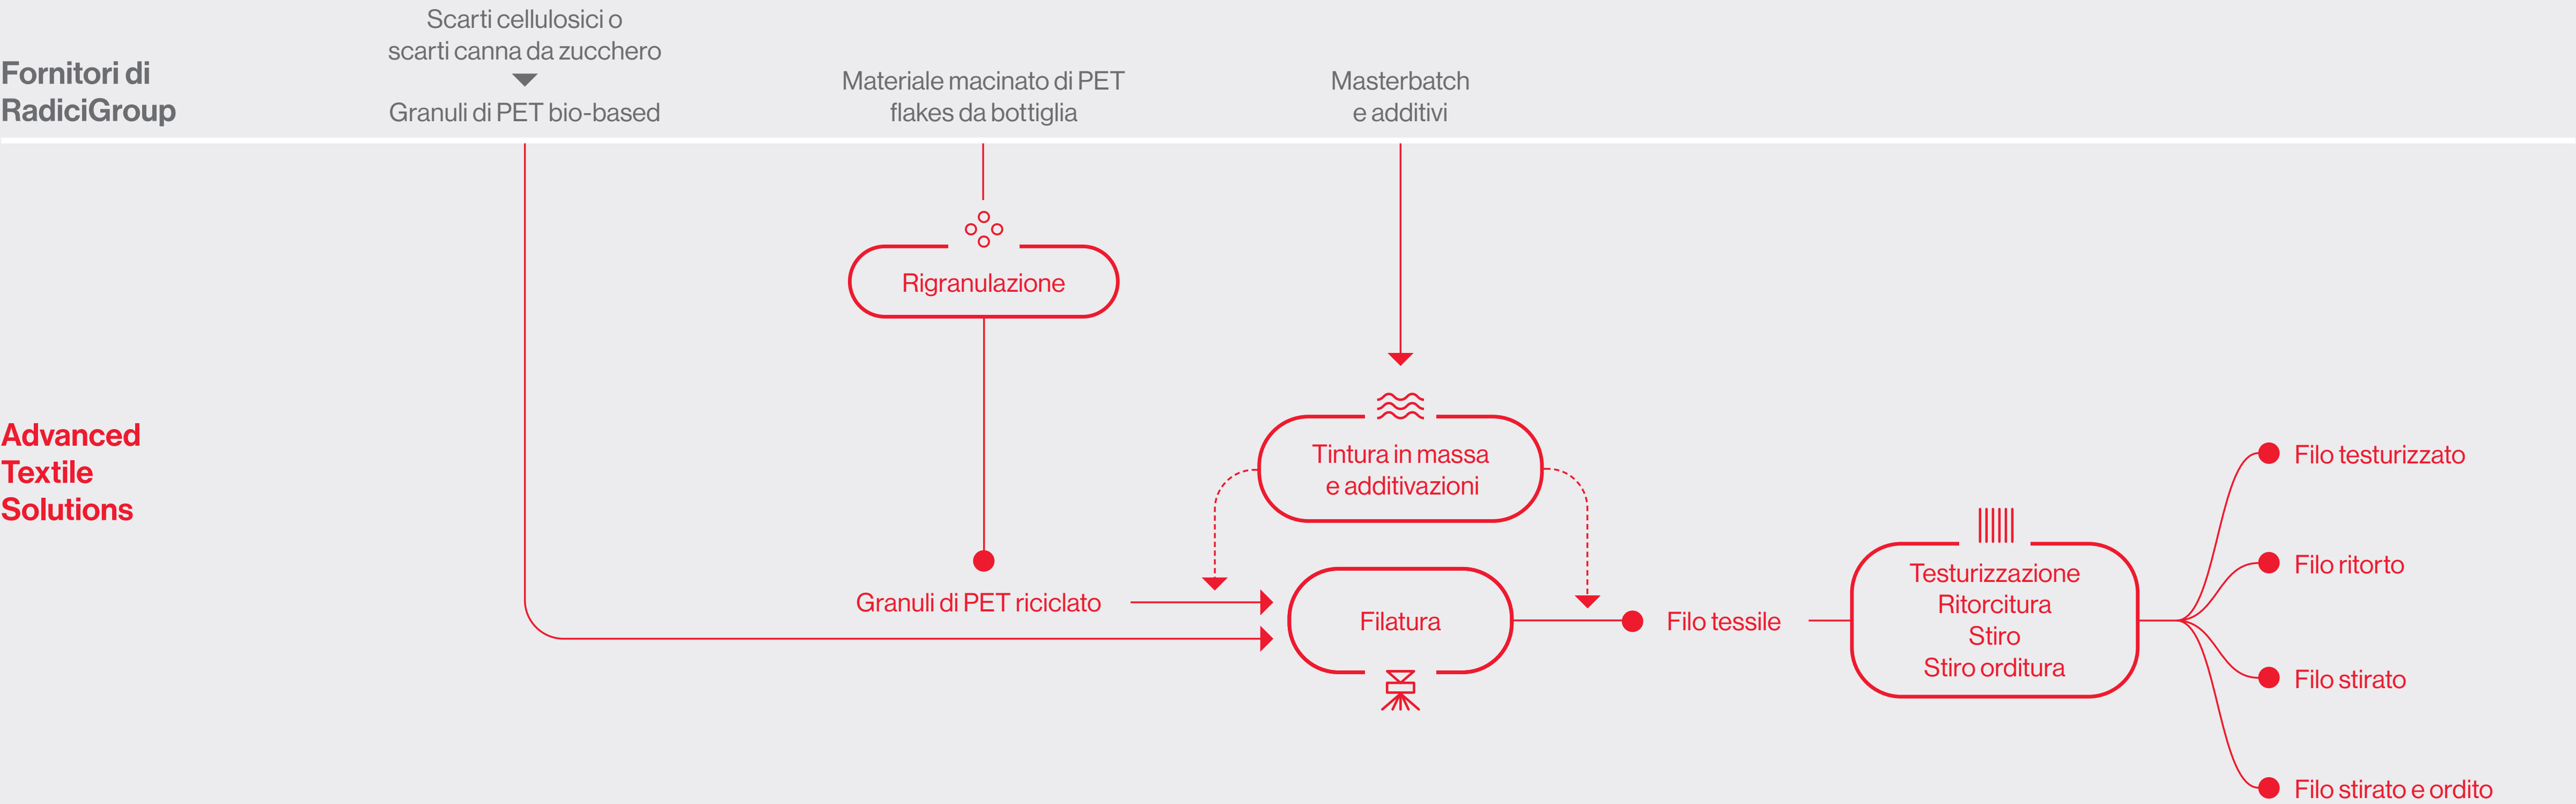 Fornitori di
RadiciGroup
Scarti cellulosici o
scarti canna da zucchero
Granuli di PET bio-based
Materiale macinato di PET
flakes da bottiglia
Masterbatch
e additivi
Advanced
Textile
Solutions
Rigranulazione
Granuli di PET riciclato
Tintura in massa
e additivazioni
Filatura
Filo tessile
Testurizzazione
Ritorcitura
Stiro
Stiro orditura
Filo testurizzato
Filo ritorto
Filo stirato
Filo stirato e ordito